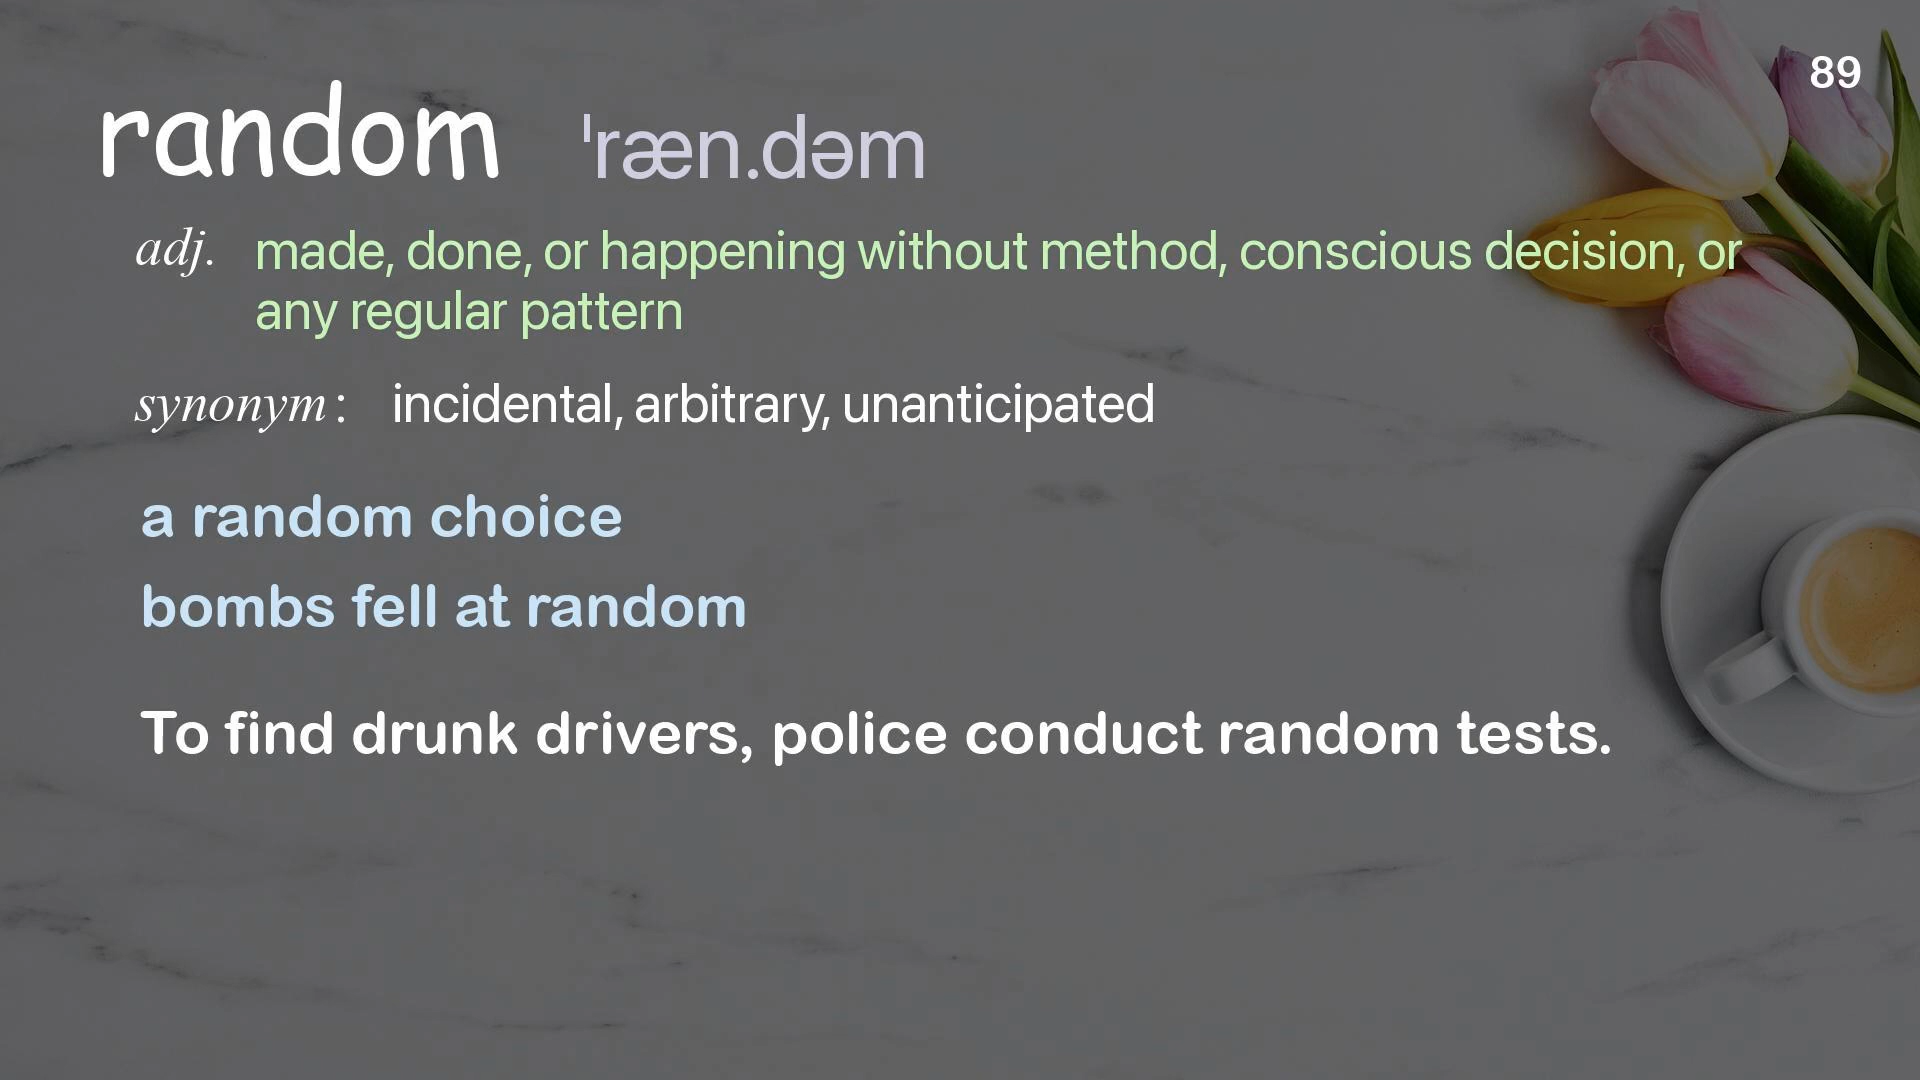 89
random ˈræn.dəm
adj. made, done, or happening without method, conscious decision, or
any regular pattern
synonym: incidental, arbitrary, unanticipated
a random choice
bombs fell at random
To find drunk drivers, police conduct random tests.